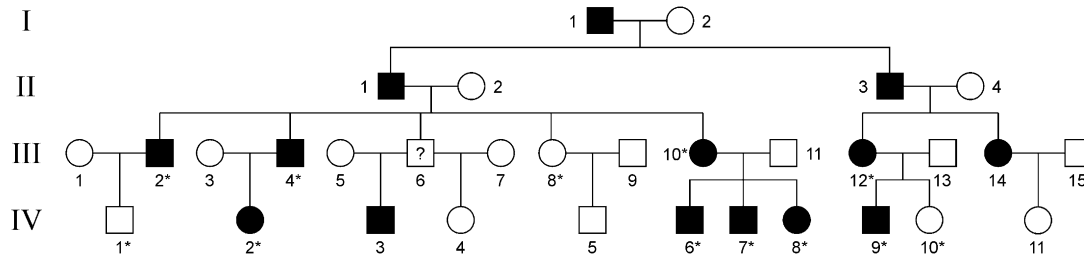 I 1 2
II 1 2 3 4
? 10* 11
III
1 2* 3 4* 5 6 7 8* 9 12* 13 14 15
IV
1* 2* 3 4 5 6* 7* 8* 9* 10* 11